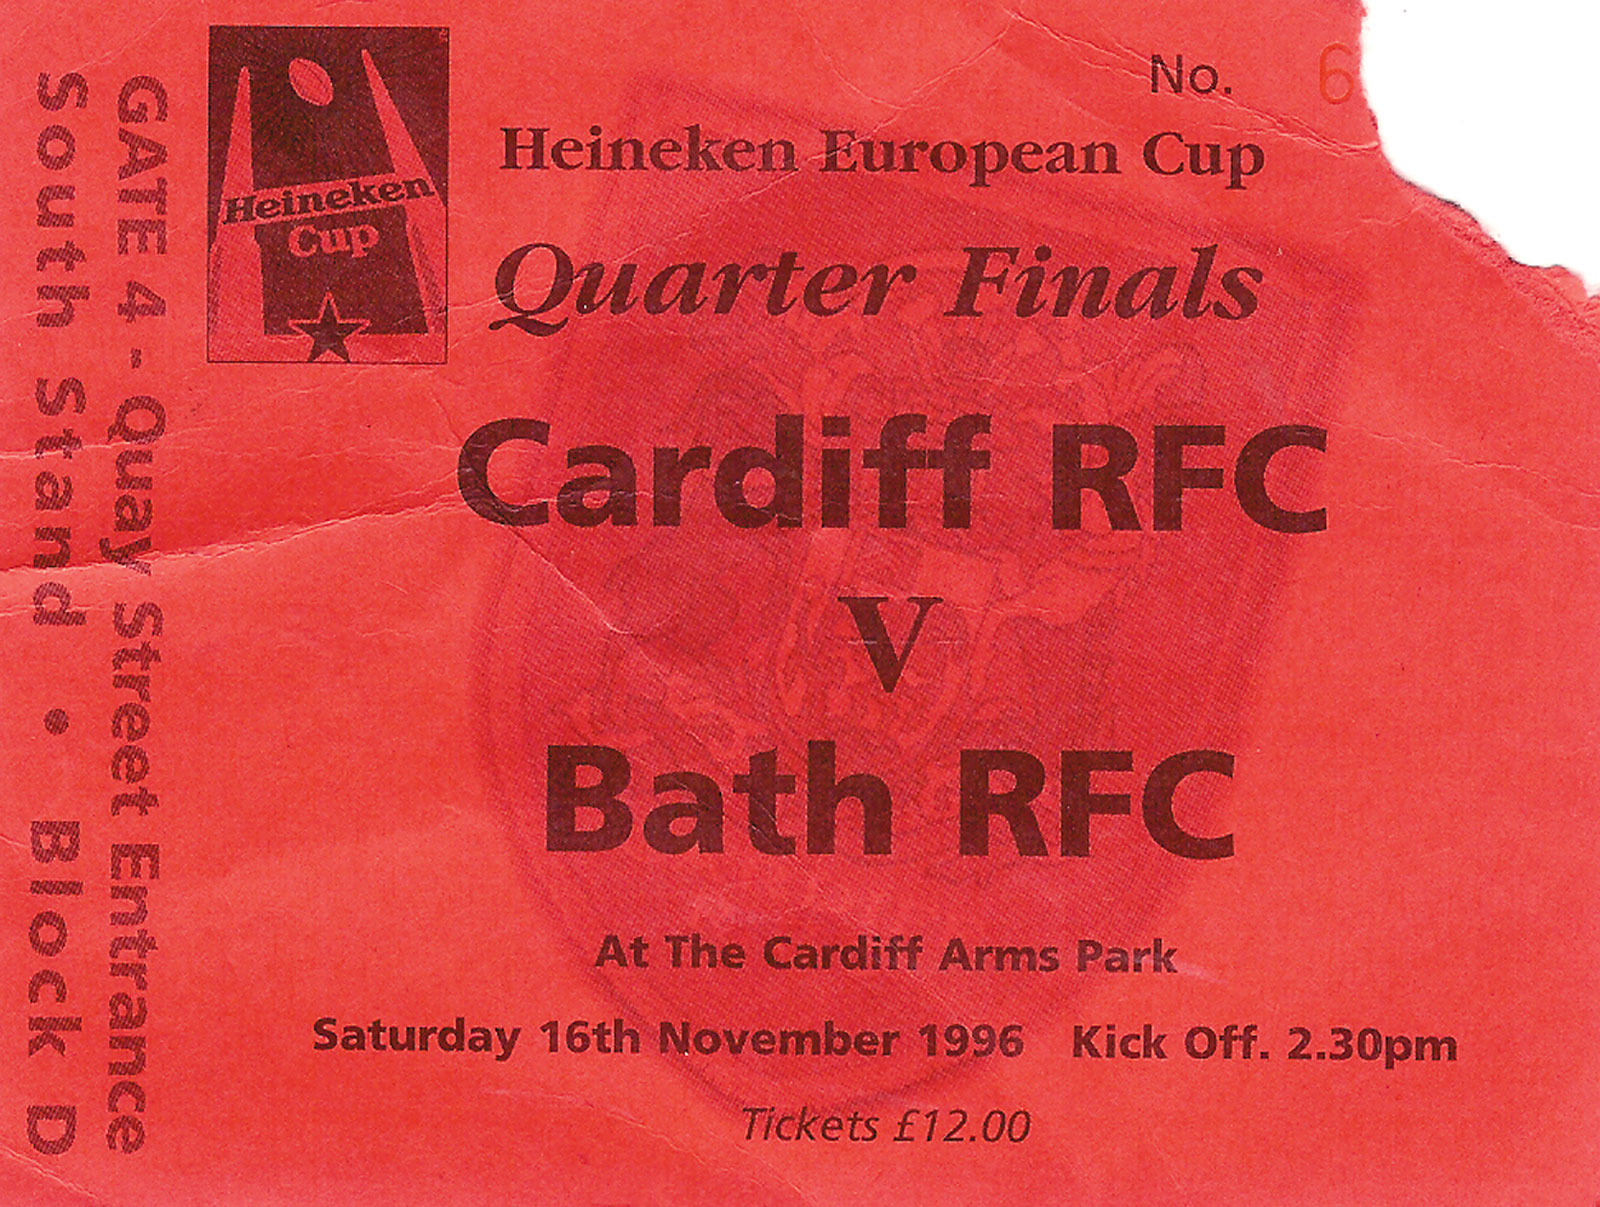 No. 6
Heineken European Cup
Quarter Finals
Cardiff RFC
v
Bath RFC
At The Cardiff Arms Park
Saturday 16th November 1996 Kick Off. 2.30pm
Tickets £12.00
Heineken
Cup
GATE 4 - Quay Street Entrance
South Stand • Block D